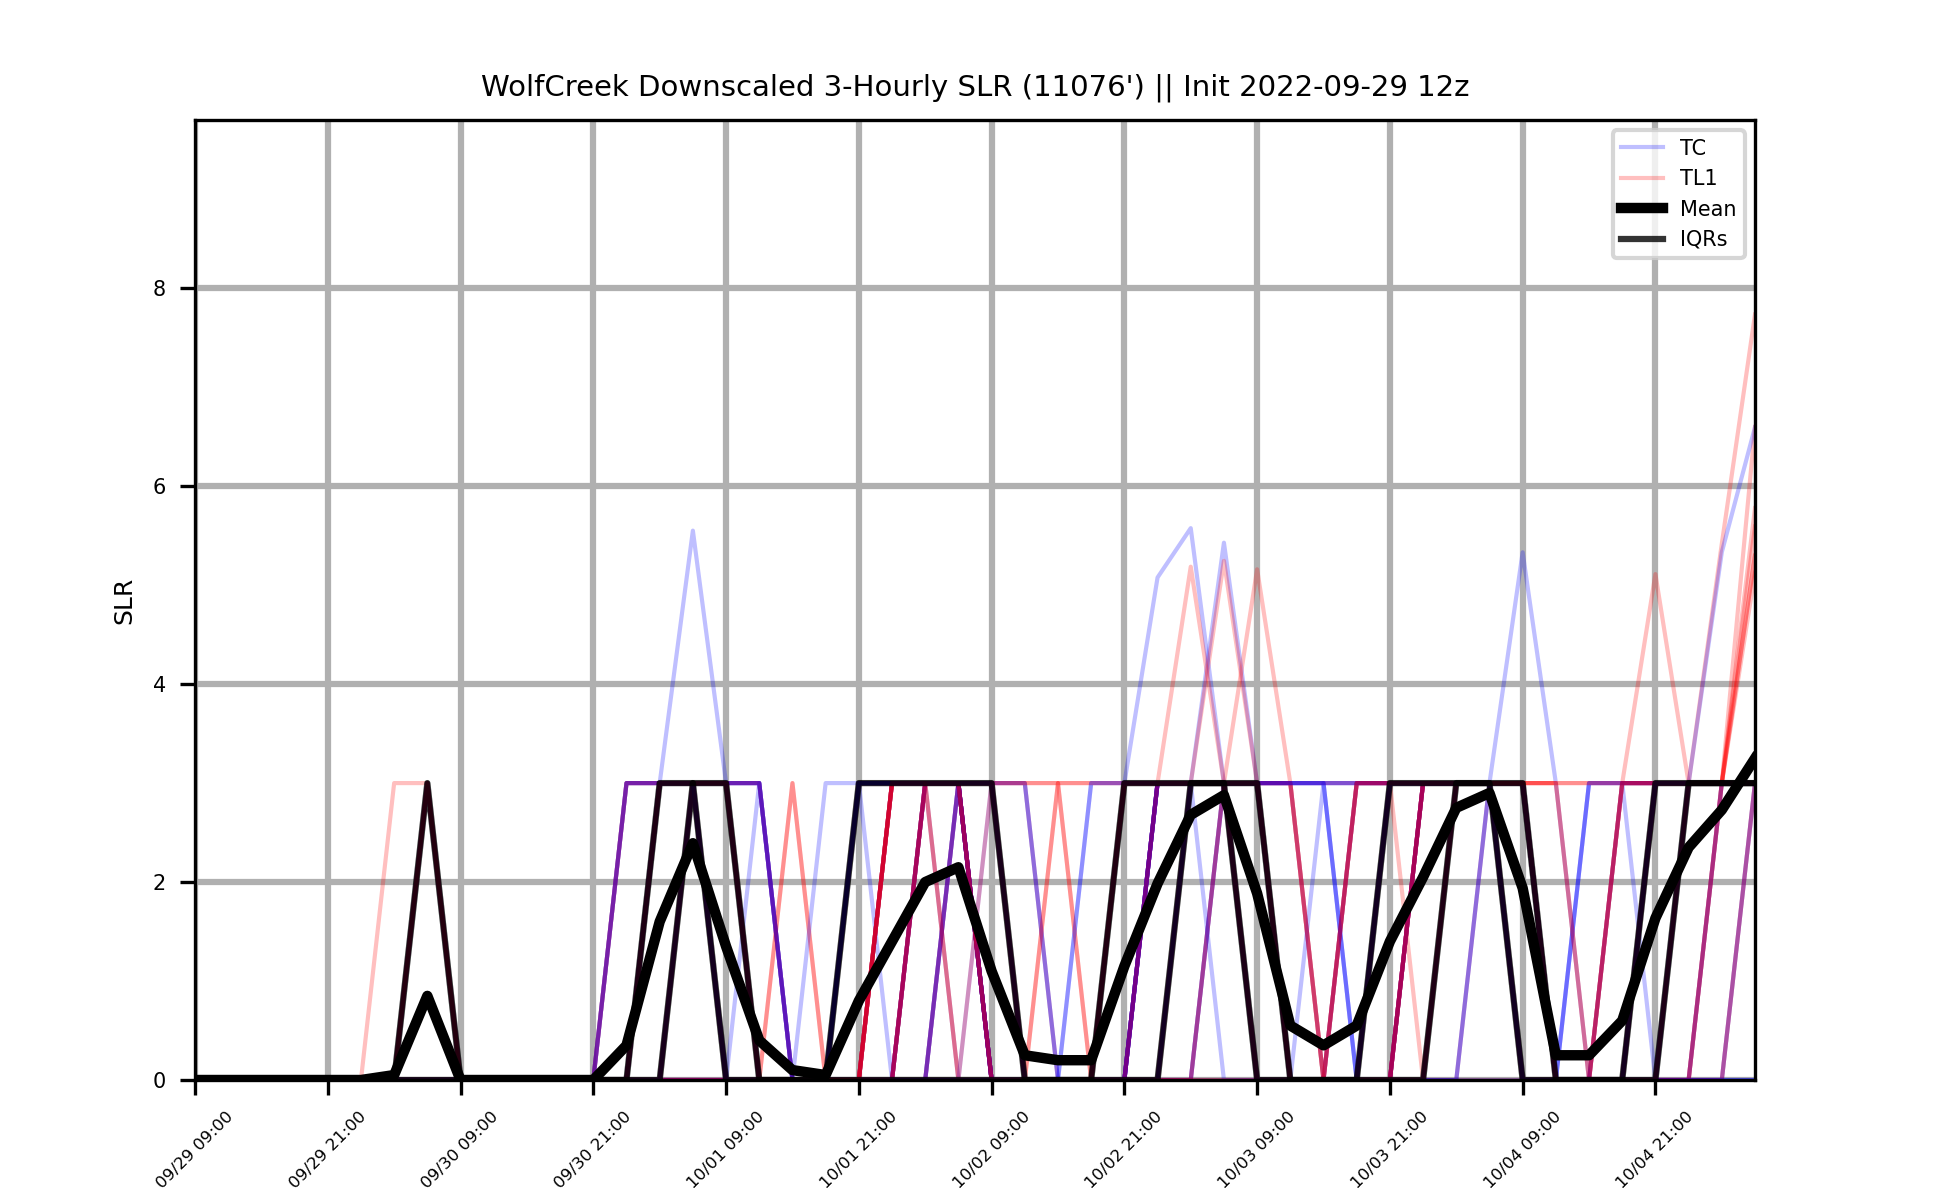 WolfCreek Downscaled 3-Hourly SLR (11076') || Init 2022-09-29 12z
TC
TL1
Mean
IQRs
SLR
8
6
4
2
0
09/29 09:00
09/29 21:00
09/30 09:00
09/30 21:00
10/01 09:00
10/01 21:00
10/02 09:00
10/02 21:00
10/03 09:00
10/03 21:00
10/04 09:00
10/04 21:00